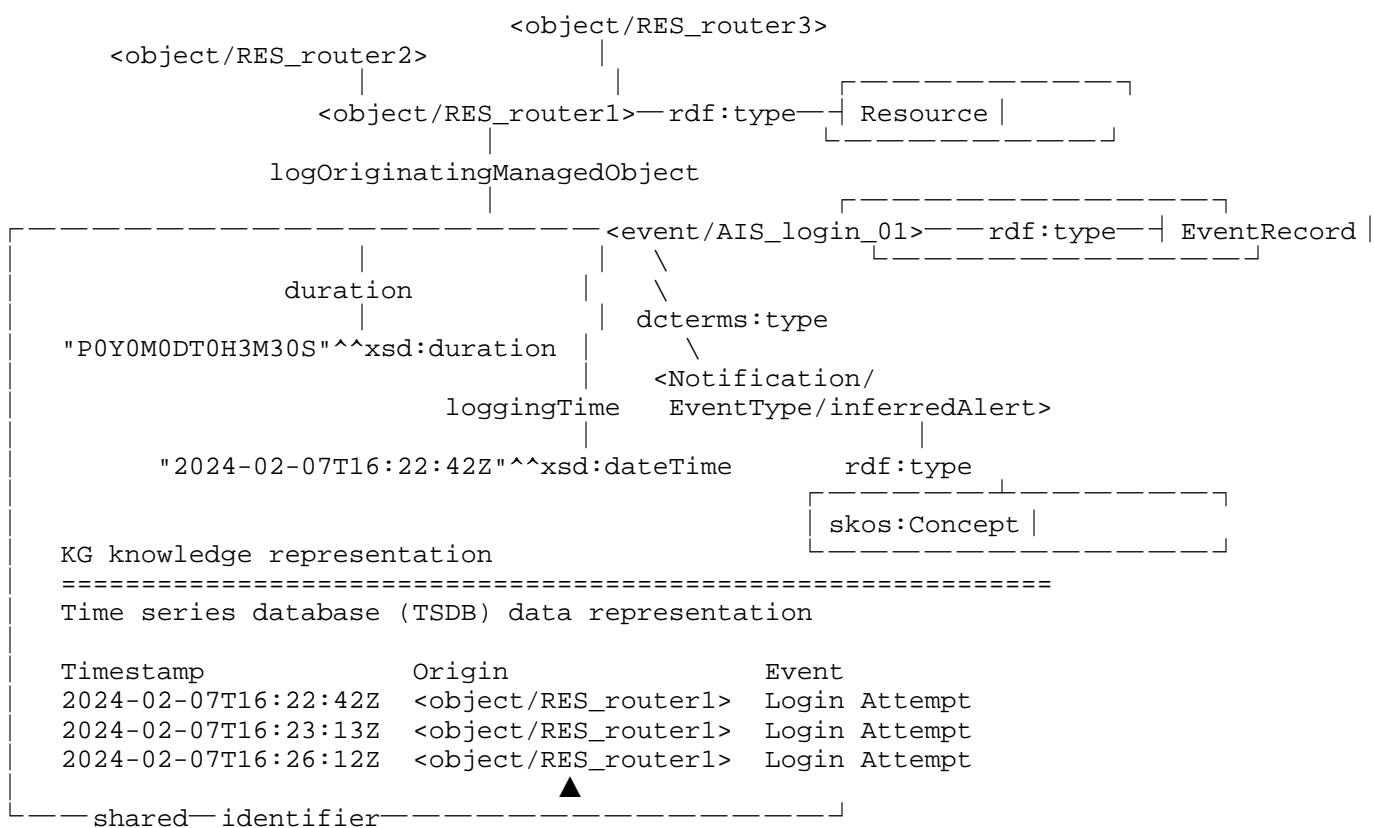 <object/RES_router3>
<object/RES_router2>
<object/RES_router1> rdf:type Resource
logOriginatingManagedObject
<event/AIS_login_01> rdf:type EventRecord
duration
dcterms:type
"P0Y0M0DT0H3M30S"^^xsd:duration
<Notification/
loggingTime EventType/inferredAlert>
"2024-02-07T16:22:42Z"^^xsd:dateTime rdf:type
skos:Concept
KG knowledge representation
==============================================================
Time series database (TSDB) data representation
Timestamp Origin Event
2024-02-07T16:22:42Z <object/RES_router1> Login Attempt
2024-02-07T16:23:13Z <object/RES_router1> Login Attempt
2024-02-07T16:26:12Z <object/RES_router1> Login Attempt
shared identifier